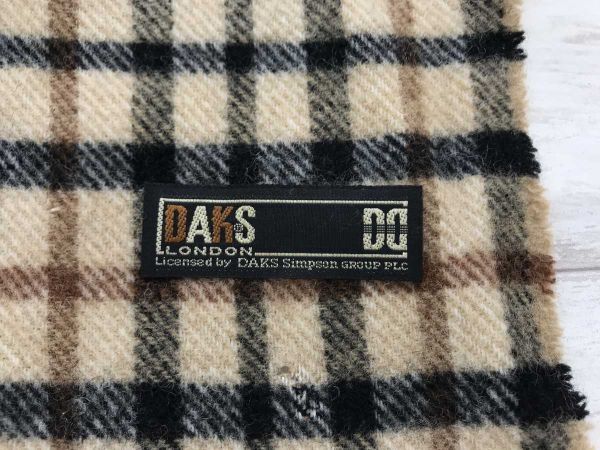 DAKS
LONDON
Licensed by DAKS Simpson GROUP PLC
DD